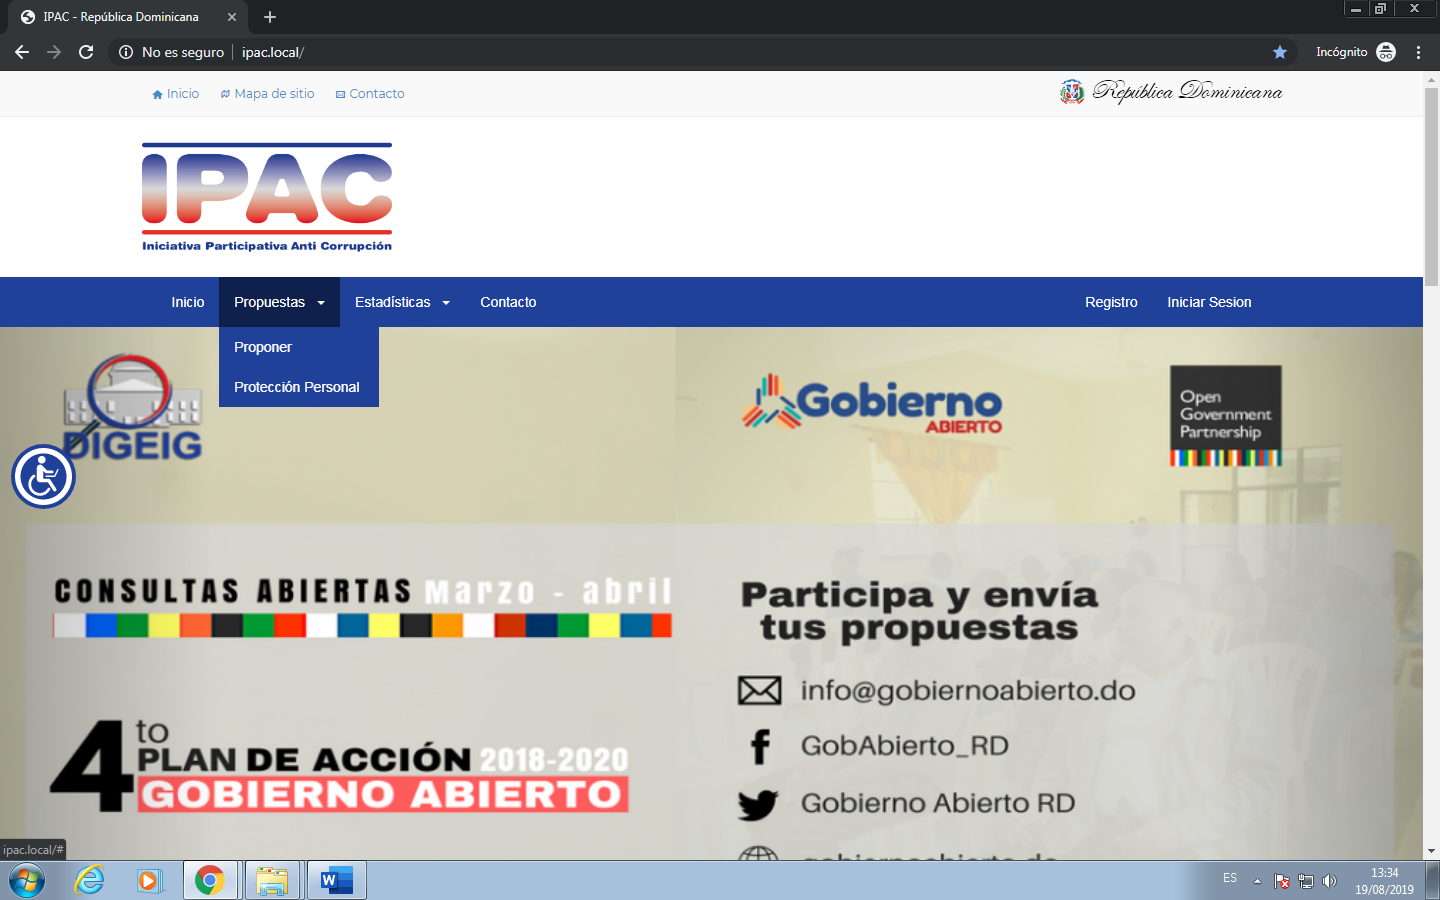 IPAC - República Dominicana
No es seguro
ipac.local/
Incógnito
Inicio
Mapa de sitio
Contacto
República Dominicana
IPAC
Iniciativa Participativa Anti Corrupción
Inicio
Propuestas
Estadísticas
Contacto
Registro
Iniciar Sesion
Proponer
Protección Personal
DIGEIG
Gobierno
ABIERTO
Open
Government
Partnership
CONSULTAS ABIERTAS Marzo - abril
4to
PLAN DE ACCIÓN 2018-2020
GOBIERNO ABIERTO
Participa y envía
tus propuestas
info@gobiernoabierto.do
GobAbierto_RD
Gobierno Abierto RD
gobiernoabierto.do
ipac.local/#
ES
13:34
19/08/2019